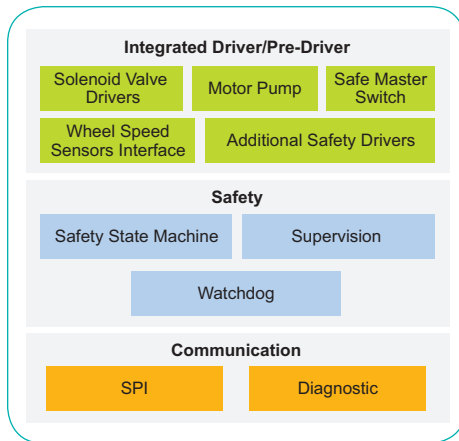 Integrated Driver/Pre-Driver
Solenoid Valve
Drivers
Motor Pump
Safe Master
Switch
Wheel Speed
Sensors Interface
Additional Safety Drivers
Safety
Safety State Machine
Supervision
Watchdog
Communication
SPI
Diagnostic